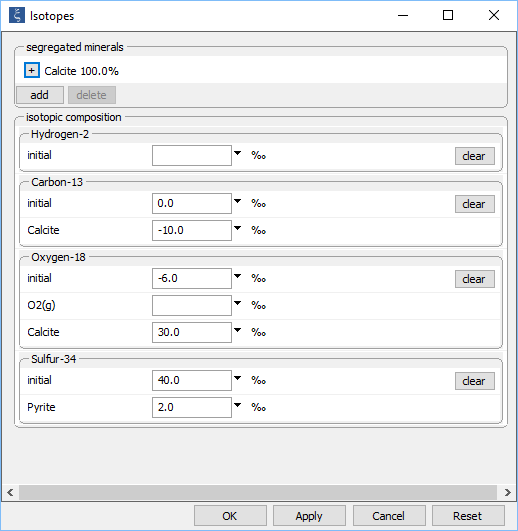 Isotopes
segregated minerals
+ Calcite 100.0%
add delete
isotopic composition
Hydrogen-2
initial ‰ clear
Carbon-13
initial 0.0 ‰ clear
Calcite -10.0 ‰
Oxygen-18
initial -6.0 ‰ clear
O2(g) ‰
Calcite 30.0 ‰
Sulfur-34
initial 40.0 ‰ clear
Pyrite 2.0 ‰
OK Apply Cancel Reset